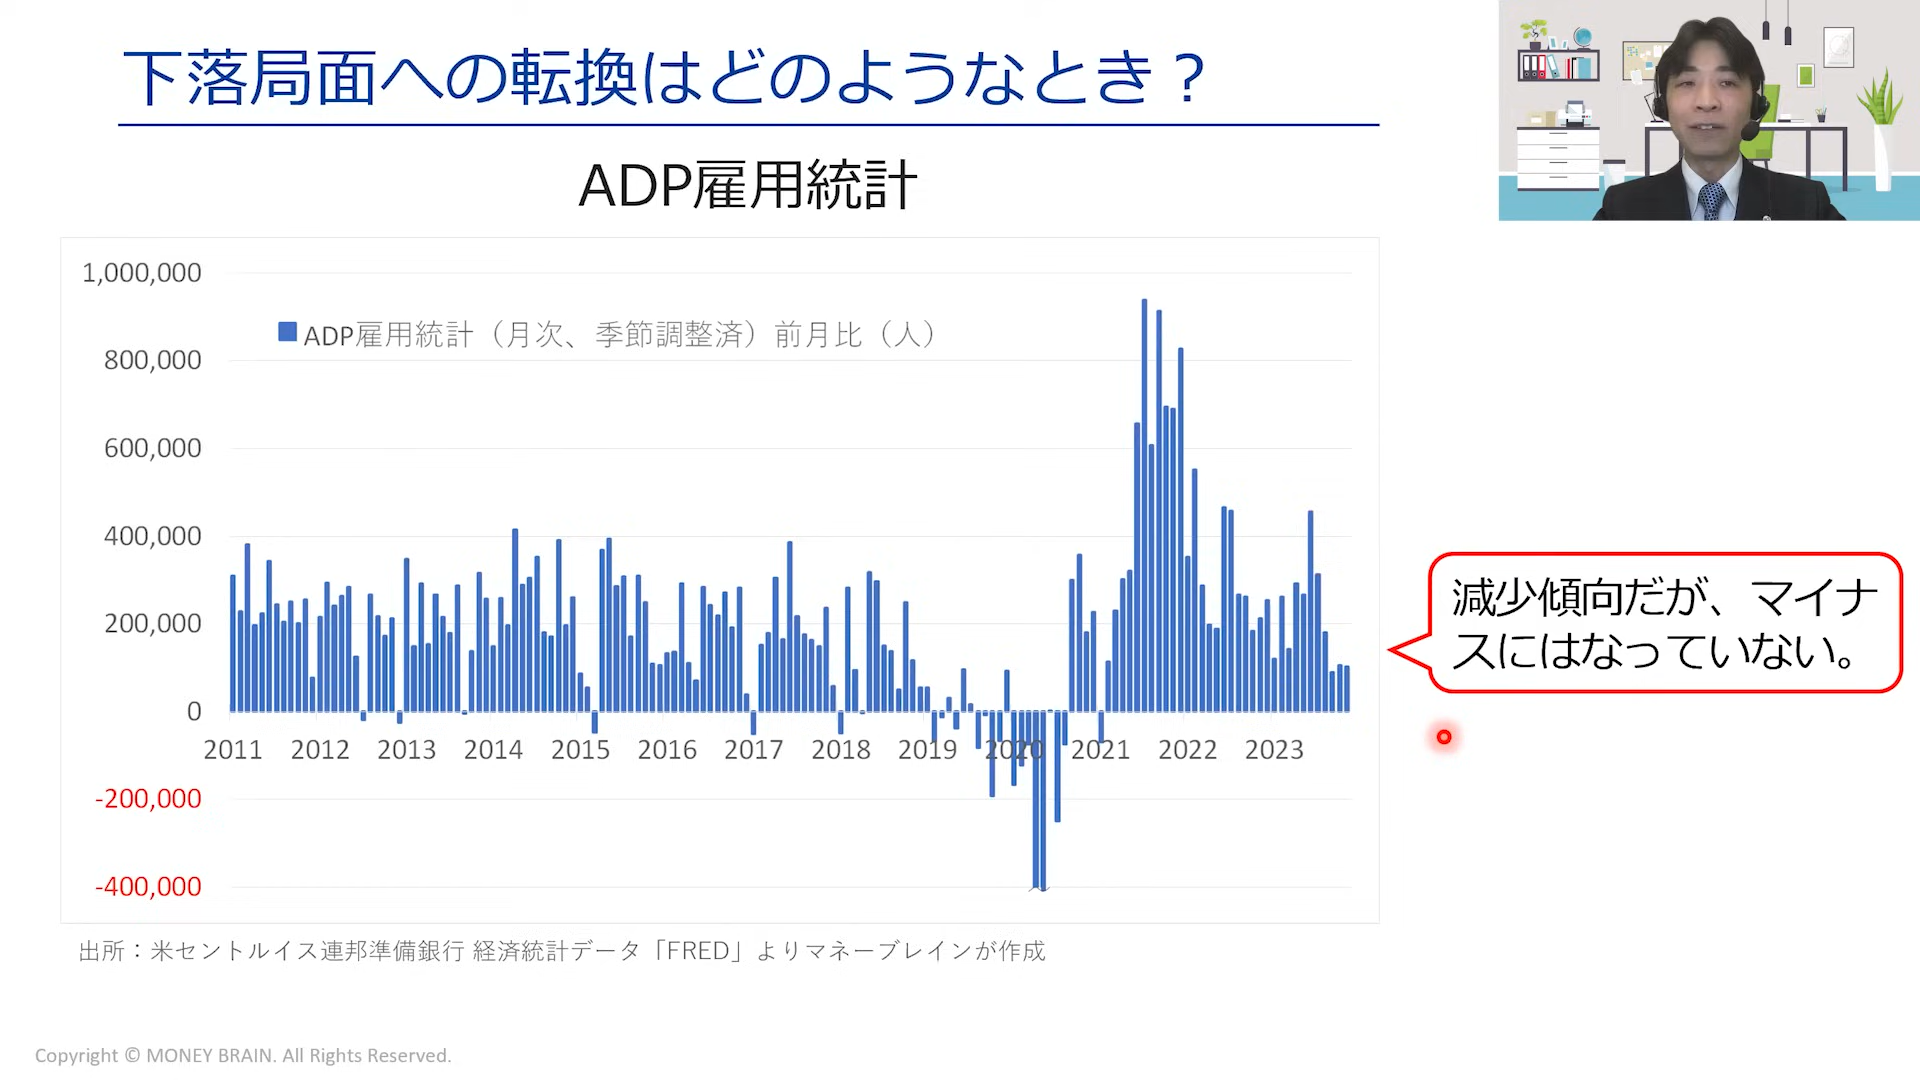 下落局面への転換はどのようなとき？
ADP雇用統計
ADP雇用統計（月次、季節調整済）前月比（人）
1,000,000
800,000
600,000
400,000
200,000
0
-200,000
-400,000
2011 2012 2013 2014 2015 2016 2017 2018 2019 2020 2021 2022 2023
減少傾向だが、マイナ
スにはなっていない。
出所：米セントルイス連邦準備銀行 経済統計データ「FRED」よりマネーブレインが作成
Copyright © MONEY BRAIN. All Rights Reserved.